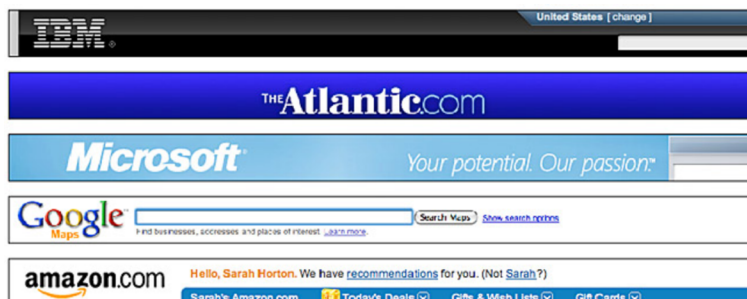 United States [ change ]
IBM®
THE Atlantic.com
Microsoft®
Your potential. Our passion.™
Google™
Maps
Search Maps
Show search options
Find businesses, addresses and places of interest. Learn more.
amazon.com
Hello, Sarah Horton. We have recommendations for you. (Not Sarah?)
Sarah's Amazon.com
Today's Deals
Gifts & Wish Lists
Gift Cards